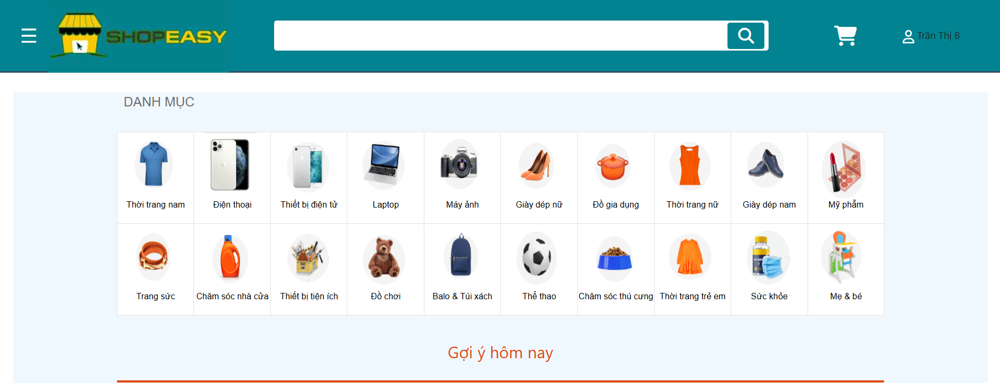 SHOPEASY
Trần Thị B
DANH MỤC
Thời trang nam
Điện thoại
Thiết bị điện tử
Laptop
Máy ảnh
Giày dép nữ
Đồ gia dụng
Thời trang nữ
Giày dép nam
Mỹ phẩm
VITAMIN
D
Trang sức
Chăm sóc nhà cửa
Thiết bị tiện ích
Đồ chơi
Balo & Túi xách
Thể thao
Chăm sóc thú cưng
Thời trang trẻ em
Sức khỏe
Mẹ & bé
Gợi ý hôm nay